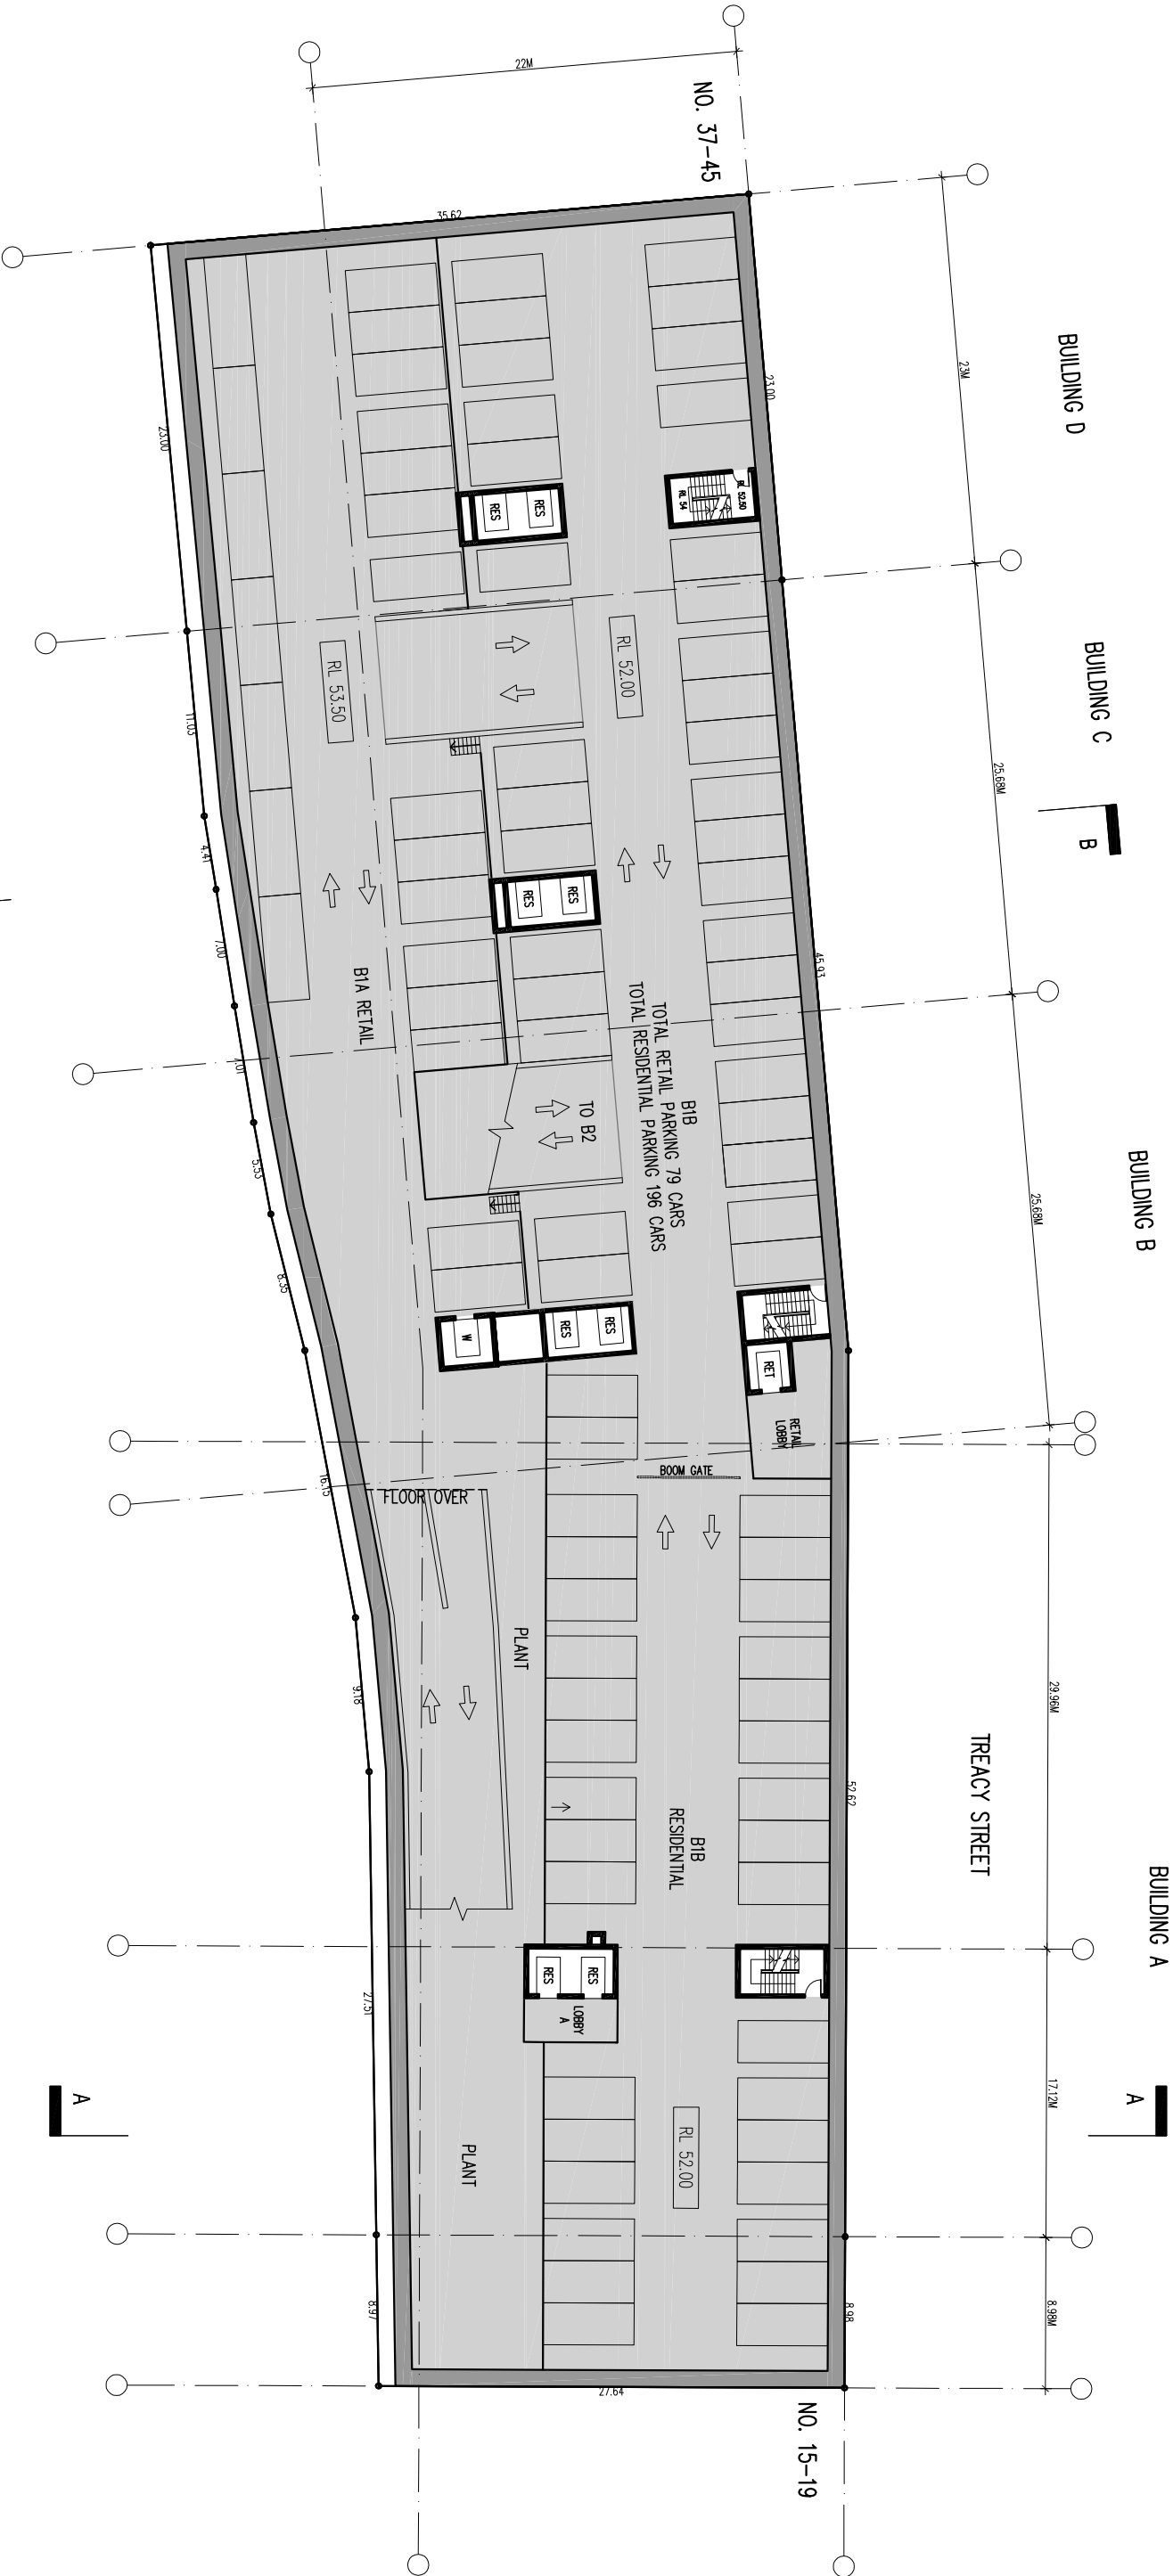 22M
NO. 37-45
35.62
23M
BUILDING D
23.00
23.00
RES
RES
RL 52.50
RL 54
RL 53.50
RL 52.00
11.03
BUILDING C
25.68M
B
4.41
7.00
RES
RES
45.93
B1A RETAIL
B1B
TOTAL RETAIL PARKING 79 CARS
TOTAL RESIDENTIAL PARKING 196 CARS
7.01
TO B2
5.53
25.68M
BUILDING B
8.35
W
RES
RES
RET
RETAIL
LOBBY
BOOM GATE
16.15
FLOOR OVER
PLANT
9.18
29.96M
TREACY STREET
52.62
B1B
RESIDENTIAL
BUILDING A
RES
RES
LOBBY
A
27.51
A
A
17.12M
PLANT
RL 52.00
8.97
8.98
8.98M
27.64
NO. 15-19